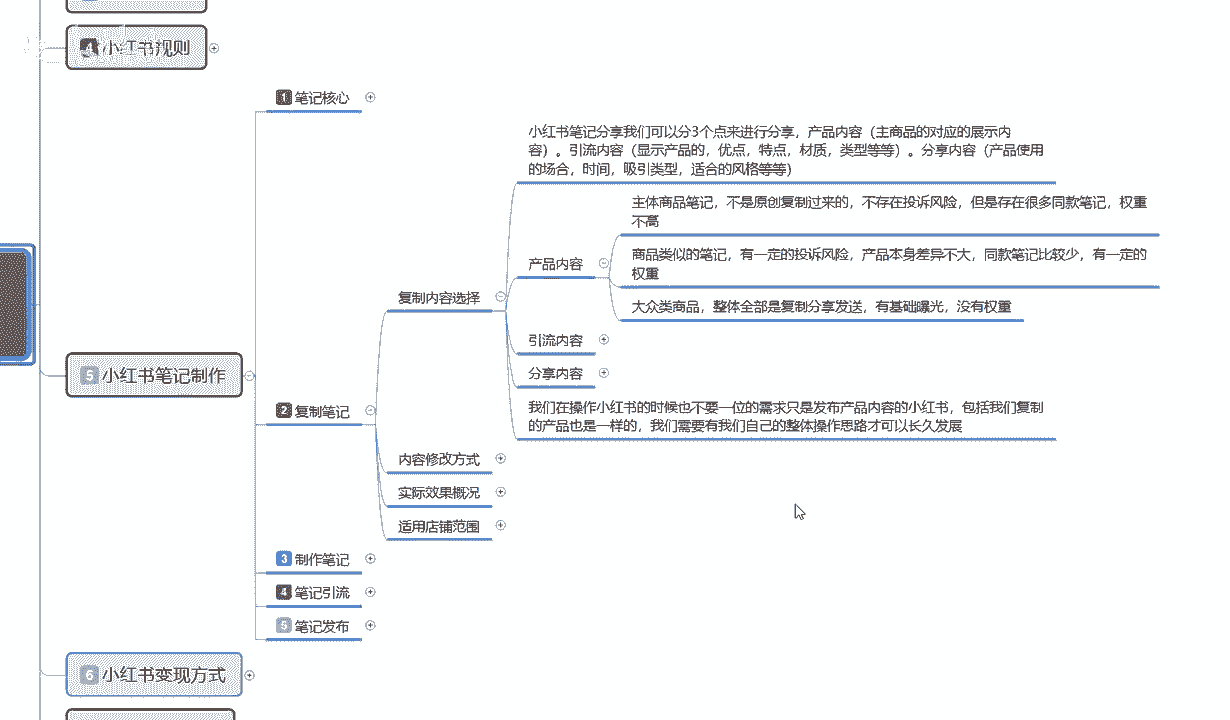 4 小红书规则
1 笔记核心
小红书笔记分享我们可以分3个点来进行分享，产品内容（主商品的对应的展示内
容）。引流内容（显示产品的，优点，特点，材质，类型等等）。分享内容（产品使用
的场合，时间，吸引类型，适合的风格等等）
主体商品笔记，不是原创复制过来的，不存在投诉风险，但是存在很多同款笔记，权重
不高
产品内容
商品类似的笔记，有一定的投诉风险，产品本身差异不大，同款笔记比较少，有一定的
权重
复制内容选择
大众类商品，整体全部是复制分享发送，有基础曝光，没有权重
引流内容
分享内容
5 小红书笔记制作
2 复制笔记
我们在操作小红书的时候也不要一位的需求只是发布产品内容的小红书，包括我们复制
的产品也是一样的，我们需要有我们自己的整体操作思路才可以长久发展
内容修改方式
实际效果概况
适用店铺范围
3 制作笔记
4 笔记引流
5 笔记发布
6 小红书变现方式